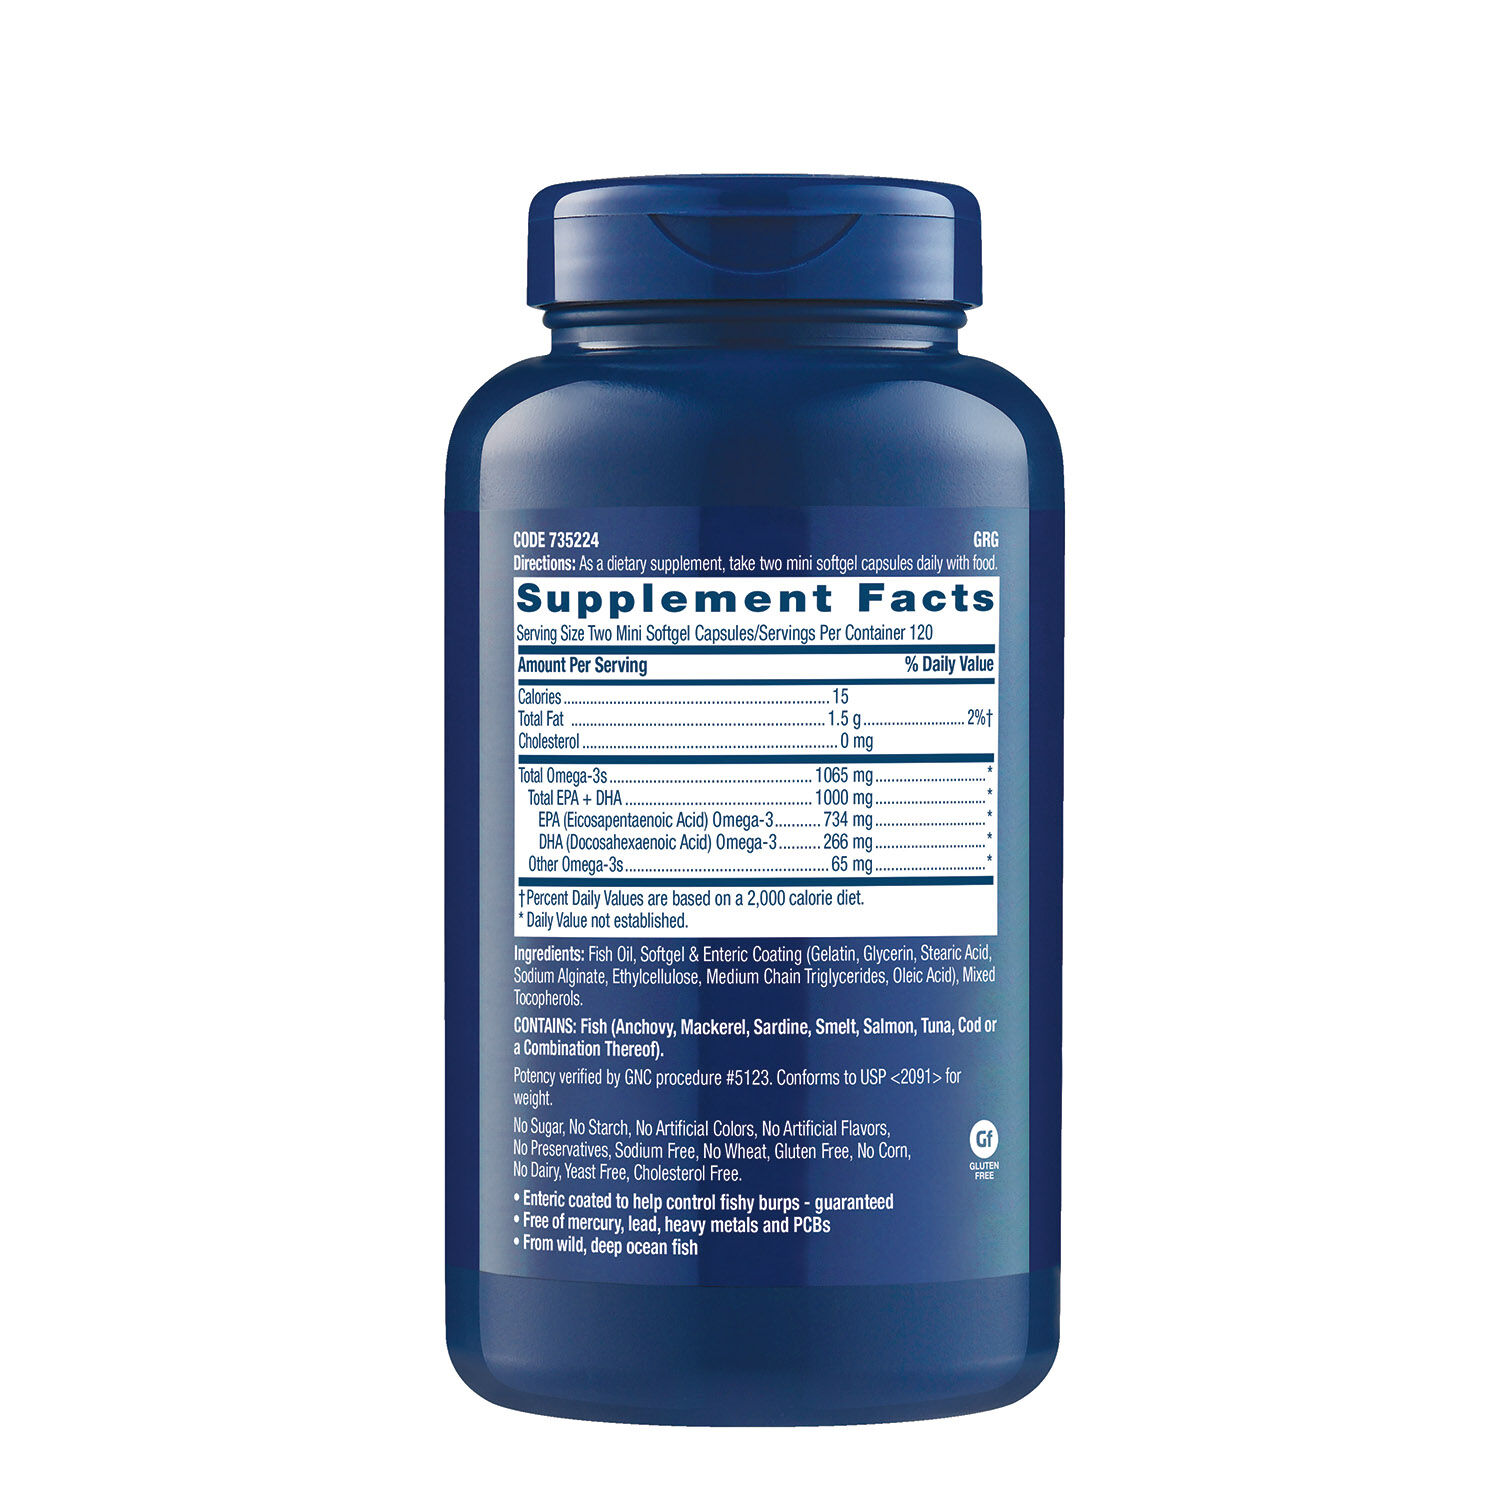 CODE 735224 GRG
Directions: As a dietary supplement, take two mini softgel capsules daily with food.
Supplement Facts
Serving Size Two Mini Softgel Capsules/Servings Per Container 120
Amount Per Serving % Daily Value
Calories 15
Total Fat 1.5 g 2%†
Cholesterol 0 mg
Total Omega-3s 1065 mg *
Total EPA + DHA 1000 mg *
EPA (Eicosapentaenoic Acid) Omega-3 734 mg *
DHA (Docosahexaenoic Acid) Omega-3 266 mg *
Other Omega-3s 65 mg *
†Percent Daily Values are based on a 2,000 calorie diet.
* Daily Value not established.
Ingredients: Fish Oil, Softgel & Enteric Coating (Gelatin, Glycerin, Stearic Acid,
Sodium Alginate, Ethylcellulose, Medium Chain Triglycerides, Oleic Acid), Mixed
Tocopherols.
CONTAINS: Fish (Anchovy, Mackerel, Sardine, Smelt, Salmon, Tuna, Cod or
a Combination Thereof).
Potency verified by GNC procedure #5123. Conforms to USP <2091> for
weight.
No Sugar, No Starch, No Artificial Colors, No Artificial Flavors,
No Preservatives, Sodium Free, No Wheat, Gluten Free, No Corn,
No Dairy, Yeast Free, Cholesterol Free.
Gf
GLUTEN
FREE
• Enteric coated to help control fishy burps - guaranteed
• Free of mercury, lead, heavy metals and PCBs
• From wild, deep ocean fish